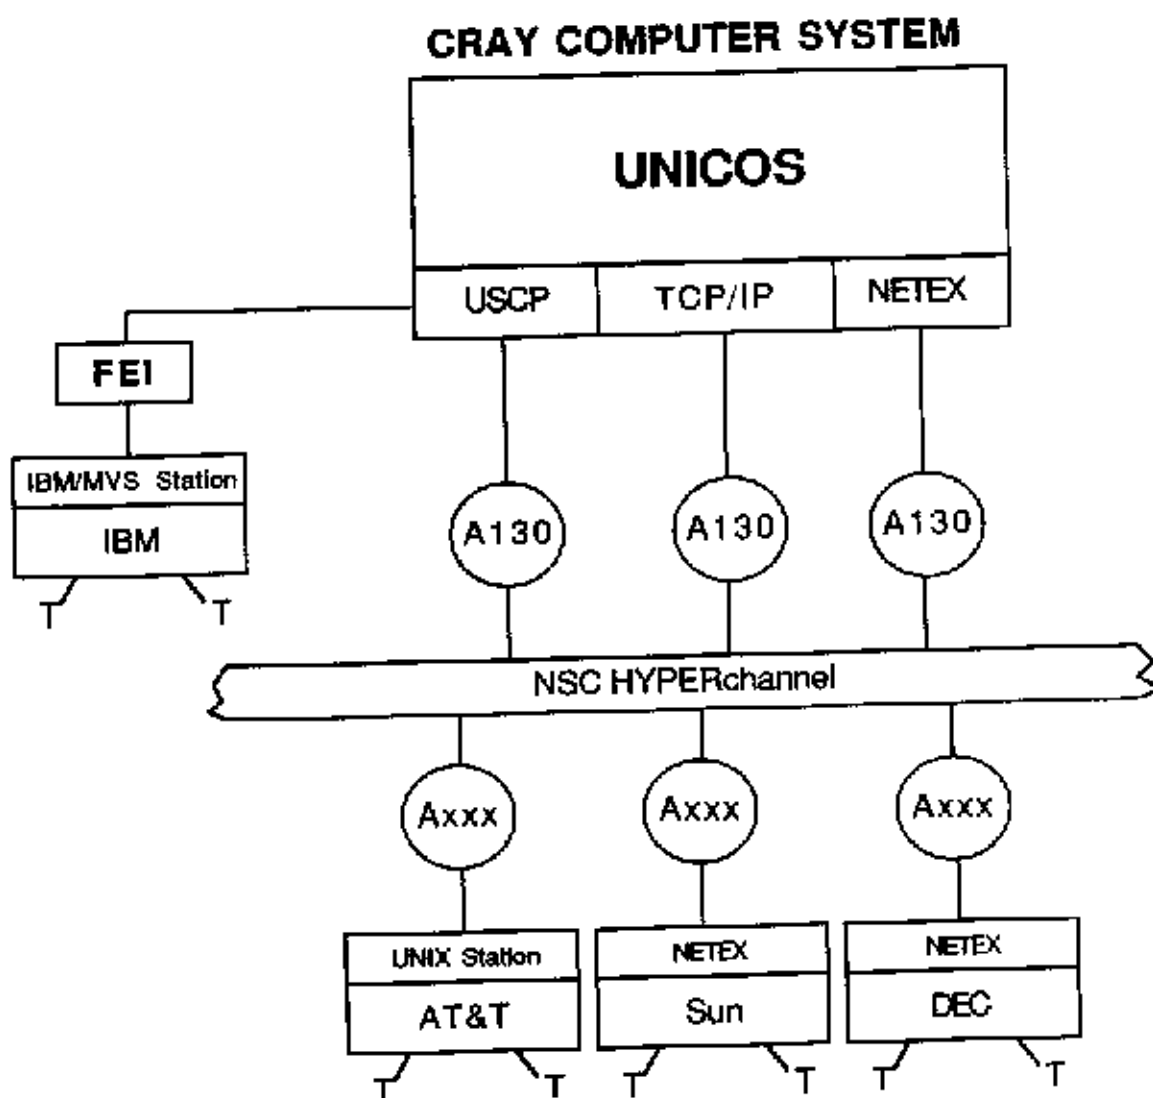 CRAY COMPUTER SYSTEM
UNICOS
USCP
TCP/IP
NETEX
FEI
IBM/MVS Station
IBM
T
T
A130
A130
A130
NSC HYPERchannel
Axxx
Axxx
Axxx
UNIX Station
AT&T
T
T
NETEX
Sun
T
T
NETEX
DEC
T
T